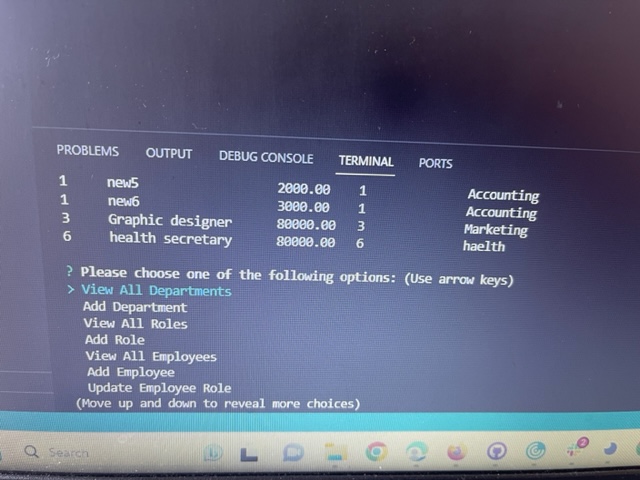 PROBLEMS OUTPUT DEBUG CONSOLE TERMINAL PORTS
1 new5 2000.00 1 Accounting
1 new6 3000.00 1 Accounting
3 Graphic designer 80000.00 3 Marketing
6 health secretary 80000.00 6 haelth
? Please choose one of the following options: (Use arrow keys)
> View All Departments
Add Department
View All Roles
Add Role
View All Employees
Add Employee
Update Employee Role
(Move up and down to reveal more choices)
Search
2